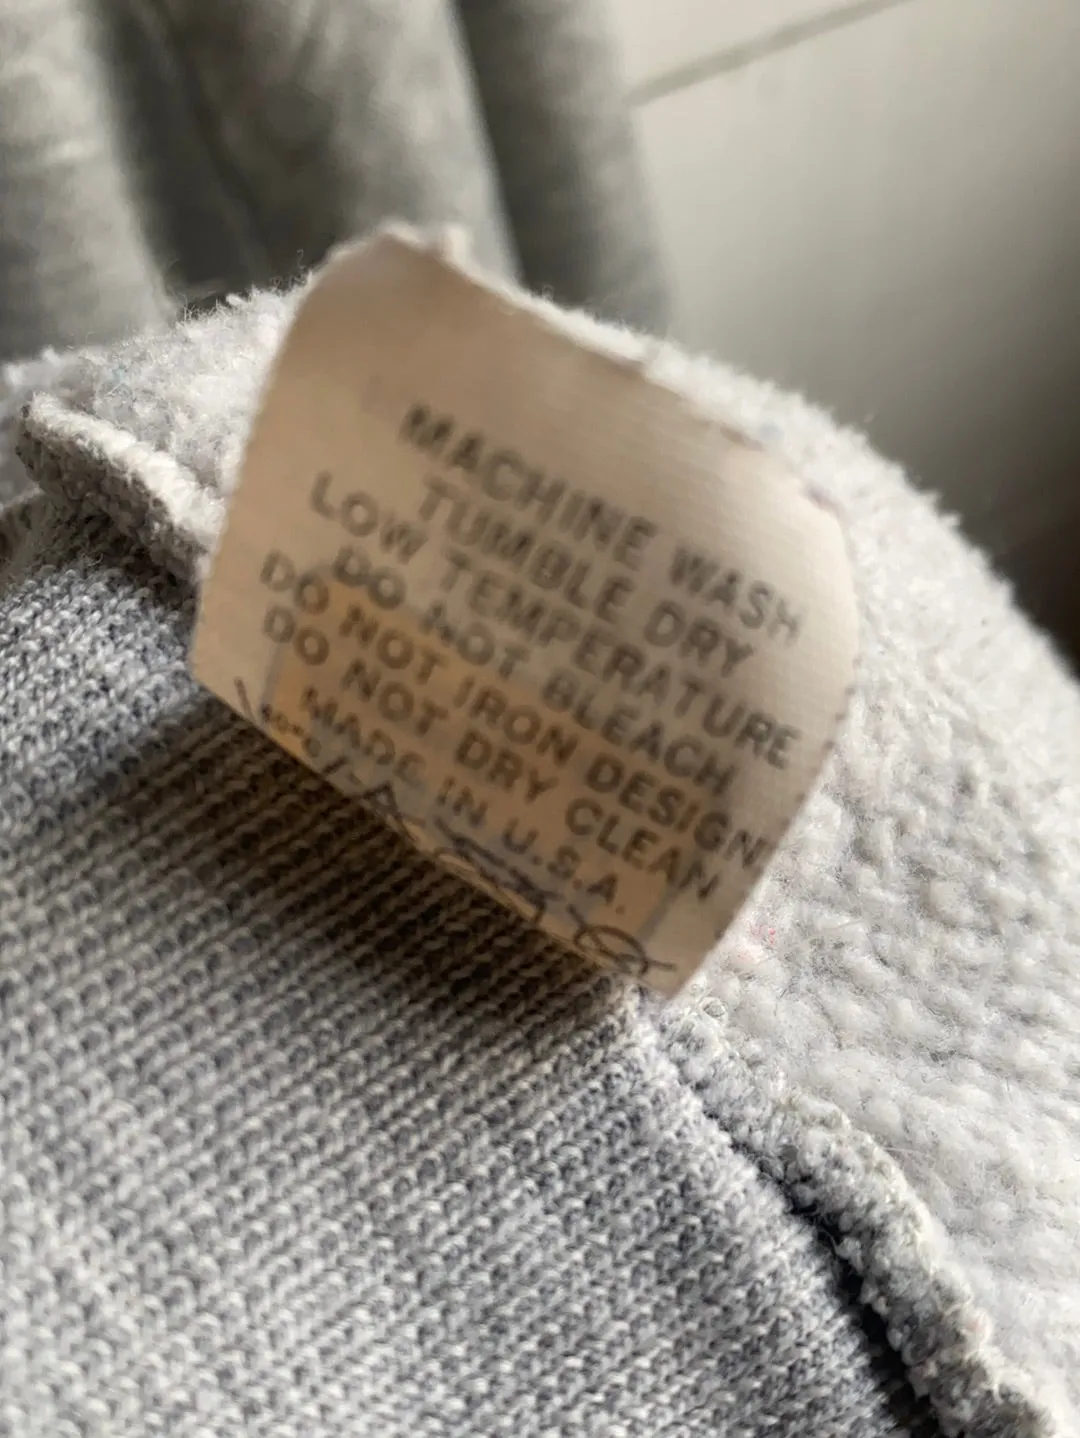 MACHINE WASH
TUMBLE DRY
LOW TEMPERATURE
DO NOT BLEACH
DO NOT IRON DESIGN
DO NOT DRY CLEAN
MADE IN U.S.A.